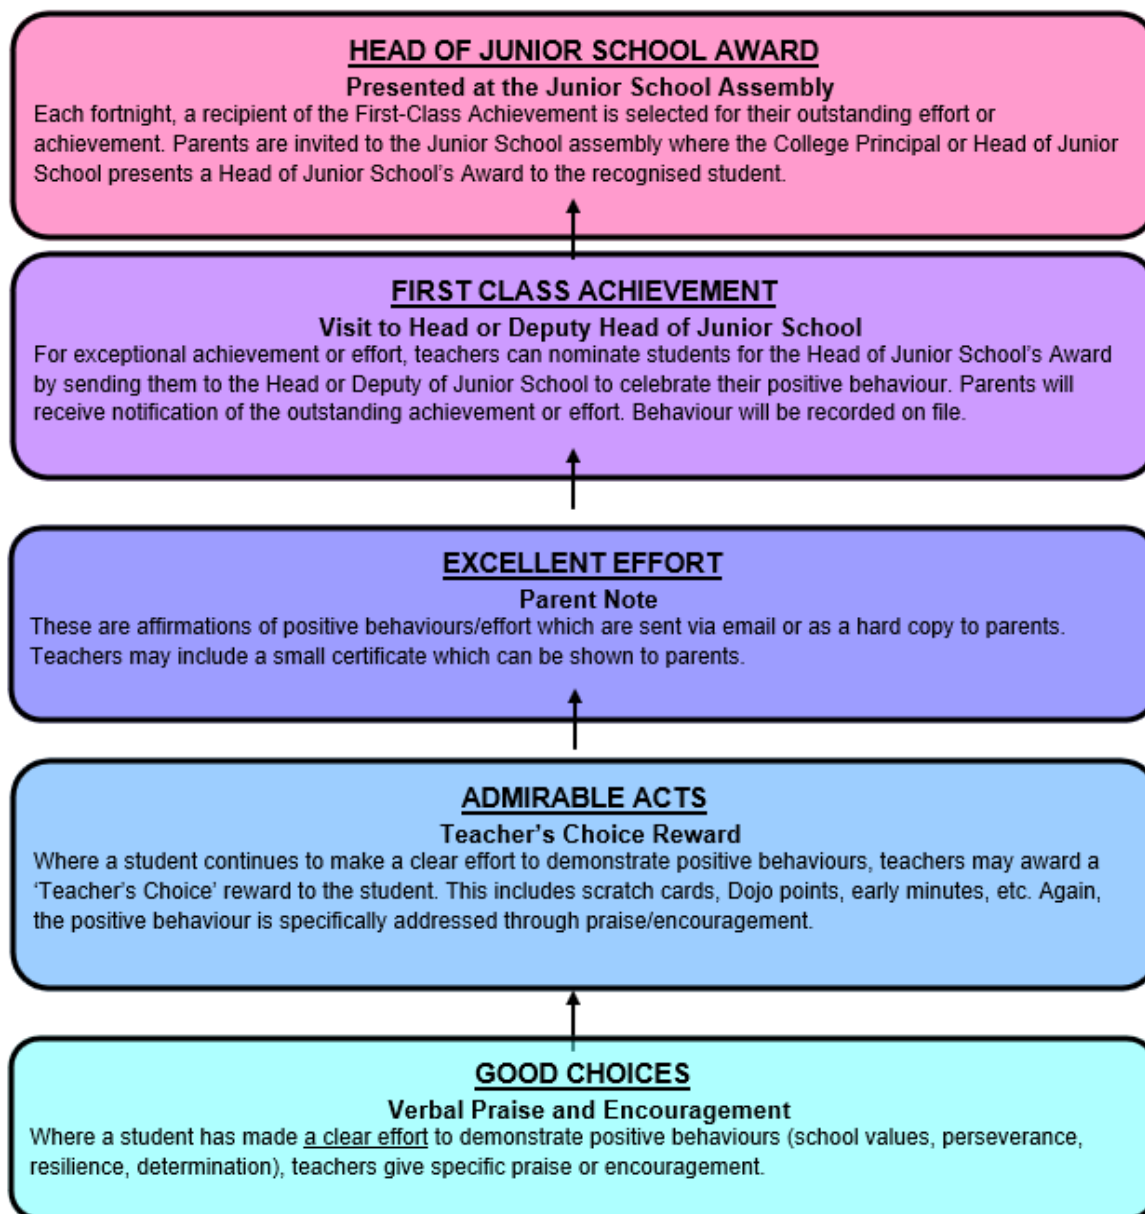 HEAD OF JUNIOR SCHOOL AWARD
Presented at the Junior School Assembly
Each fortnight, a recipient of the First-Class Achievement is selected for their outstanding effort or
achievement. Parents are invited to the Junior School assembly where the College Principal or Head of Junior
School presents a Head of Junior School’s Award to the recognised student.
FIRST CLASS ACHIEVEMENT
Visit to Head or Deputy Head of Junior School
For exceptional achievement or effort, teachers can nominate students for the Head of Junior School’s Award
by sending them to the Head or Deputy of Junior School to celebrate their positive behaviour. Parents will
receive notification of the outstanding achievement or effort. Behaviour will be recorded on file.
EXCELLENT EFFORT
Parent Note
These are affirmations of positive behaviours/effort which are sent via email or as a hard copy to parents.
Teachers may include a small certificate which can be shown to parents.
ADMIRABLE ACTS
Teacher’s Choice Reward
Where a student continues to make a clear effort to demonstrate positive behaviours, teachers may award a
‘Teacher’s Choice’ reward to the student. This includes scratch cards, Dojo points, early minutes, etc. Again,
the positive behaviour is specifically addressed through praise/encouragement.
GOOD CHOICES
Verbal Praise and Encouragement
Where a student has made a clear effort to demonstrate positive behaviours (school values, perseverance,
resilience, determination), teachers give specific praise or encouragement.